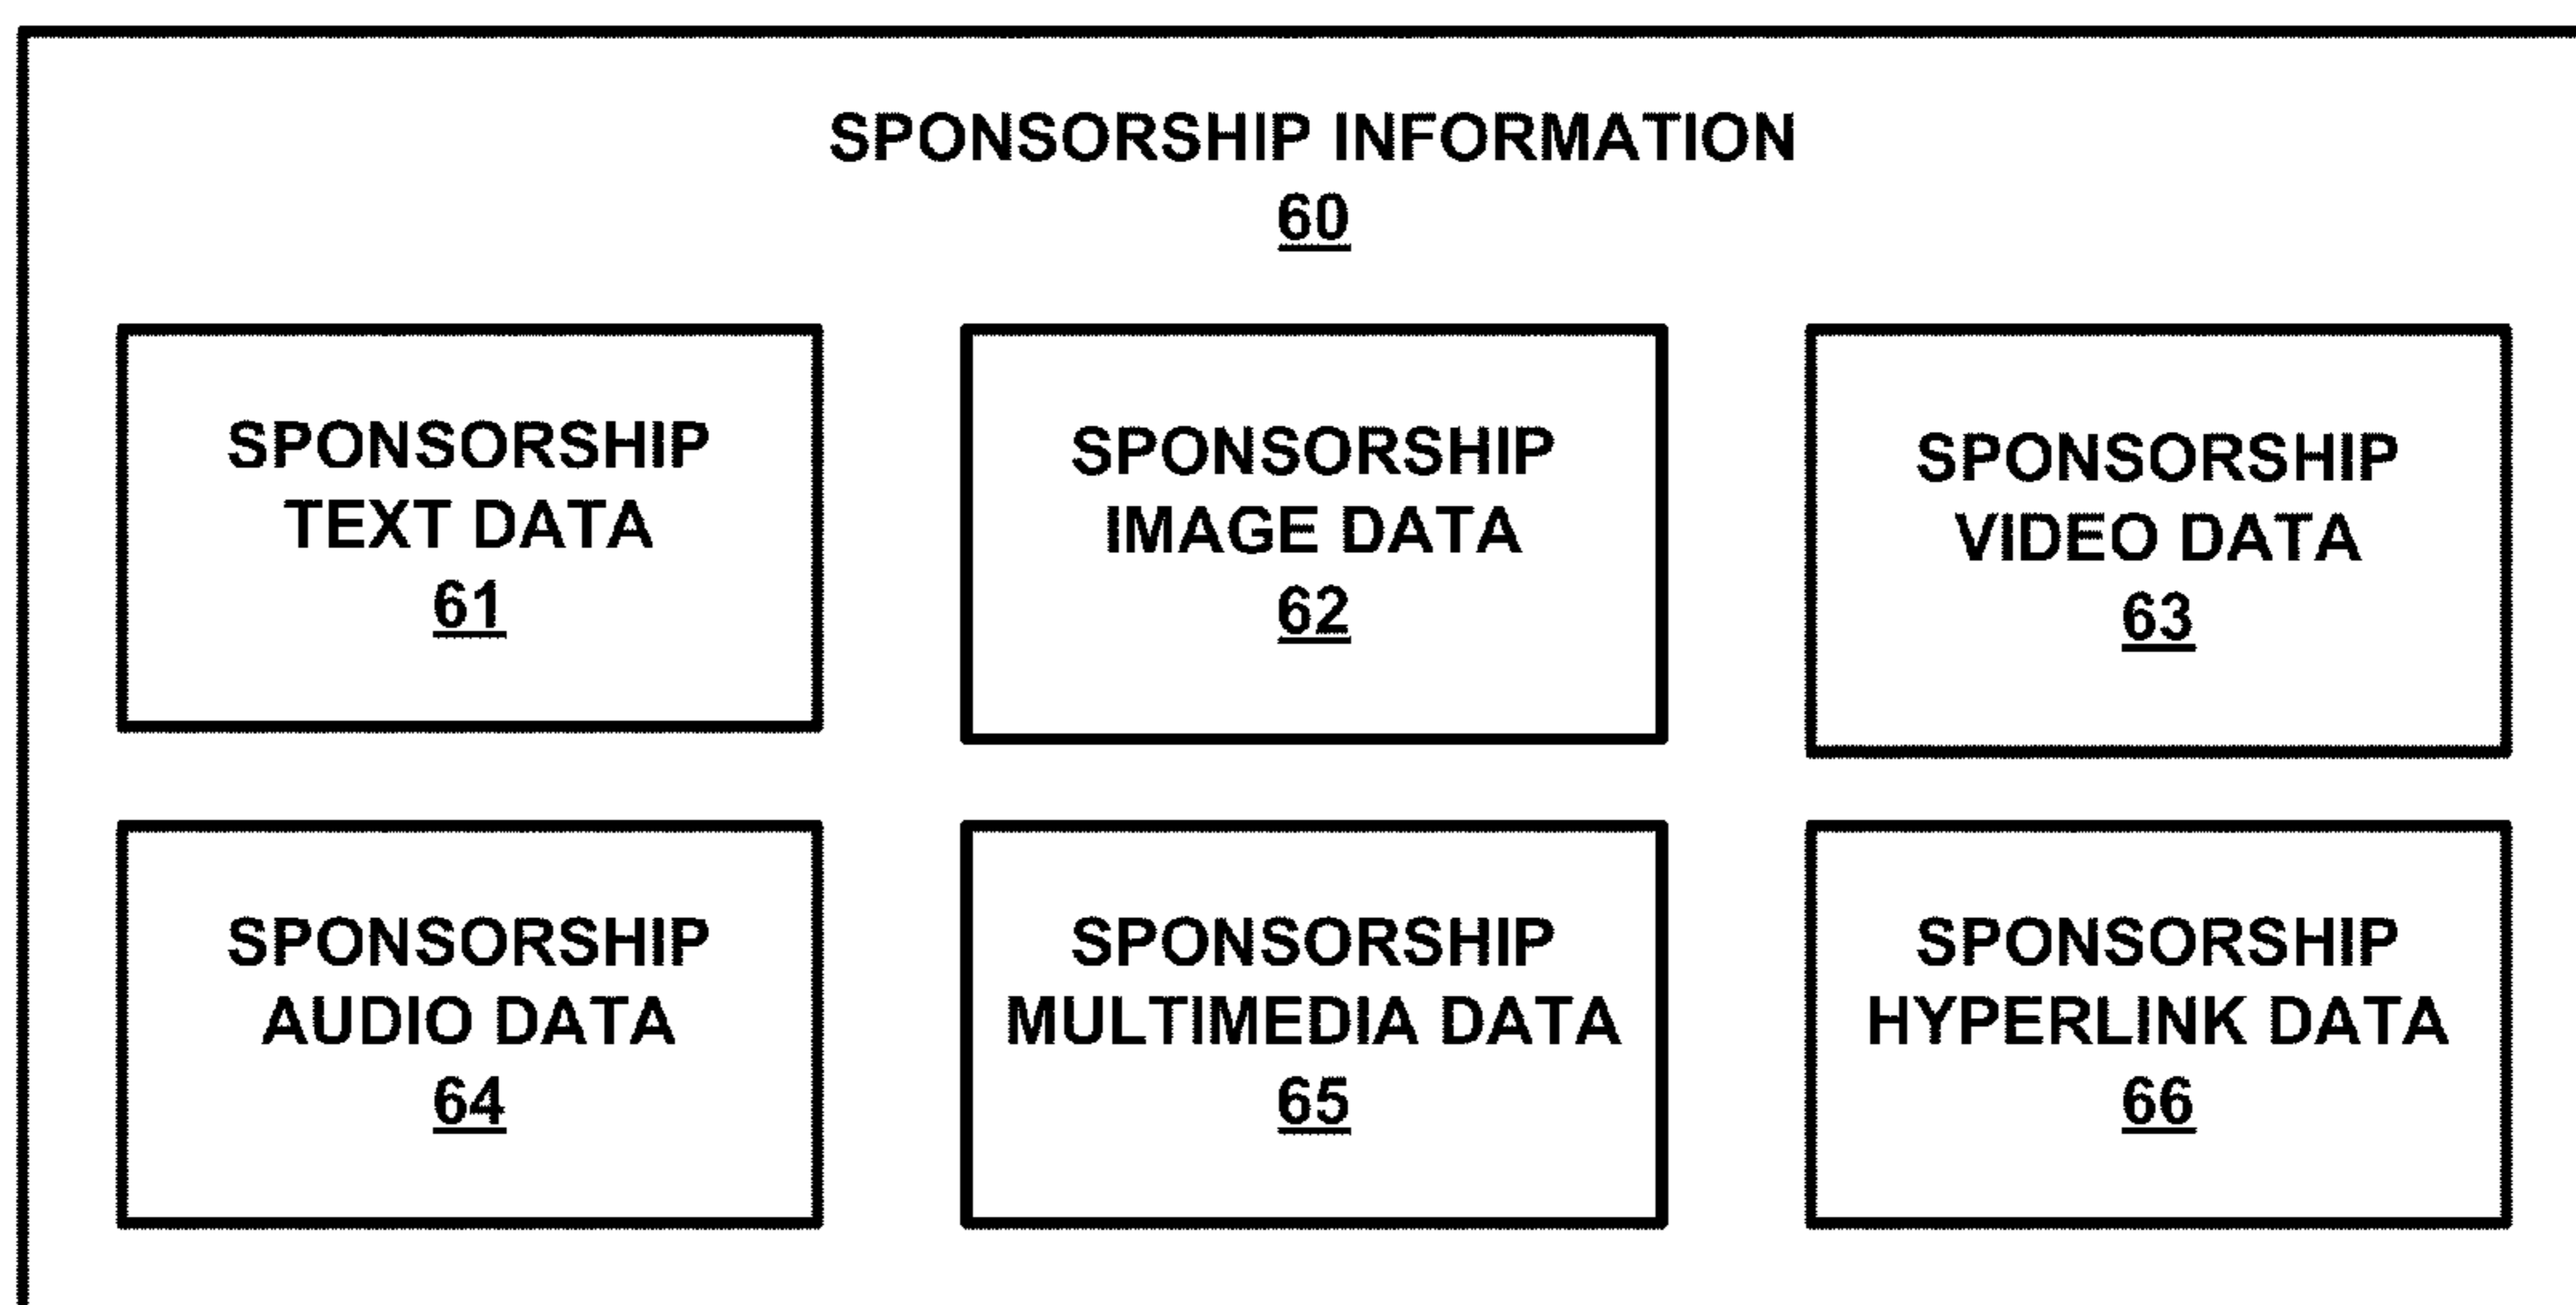 SPONSORSHIP INFORMATION
60
SPONSORSHIP
TEXT DATA
61
SPONSORSHIP
IMAGE DATA
62
SPONSORSHIP
VIDEO DATA
63
SPONSORSHIP
AUDIO DATA
64
SPONSORSHIP
MULTIMEDIA DATA
65
SPONSORSHIP
HYPERLINK DATA
66